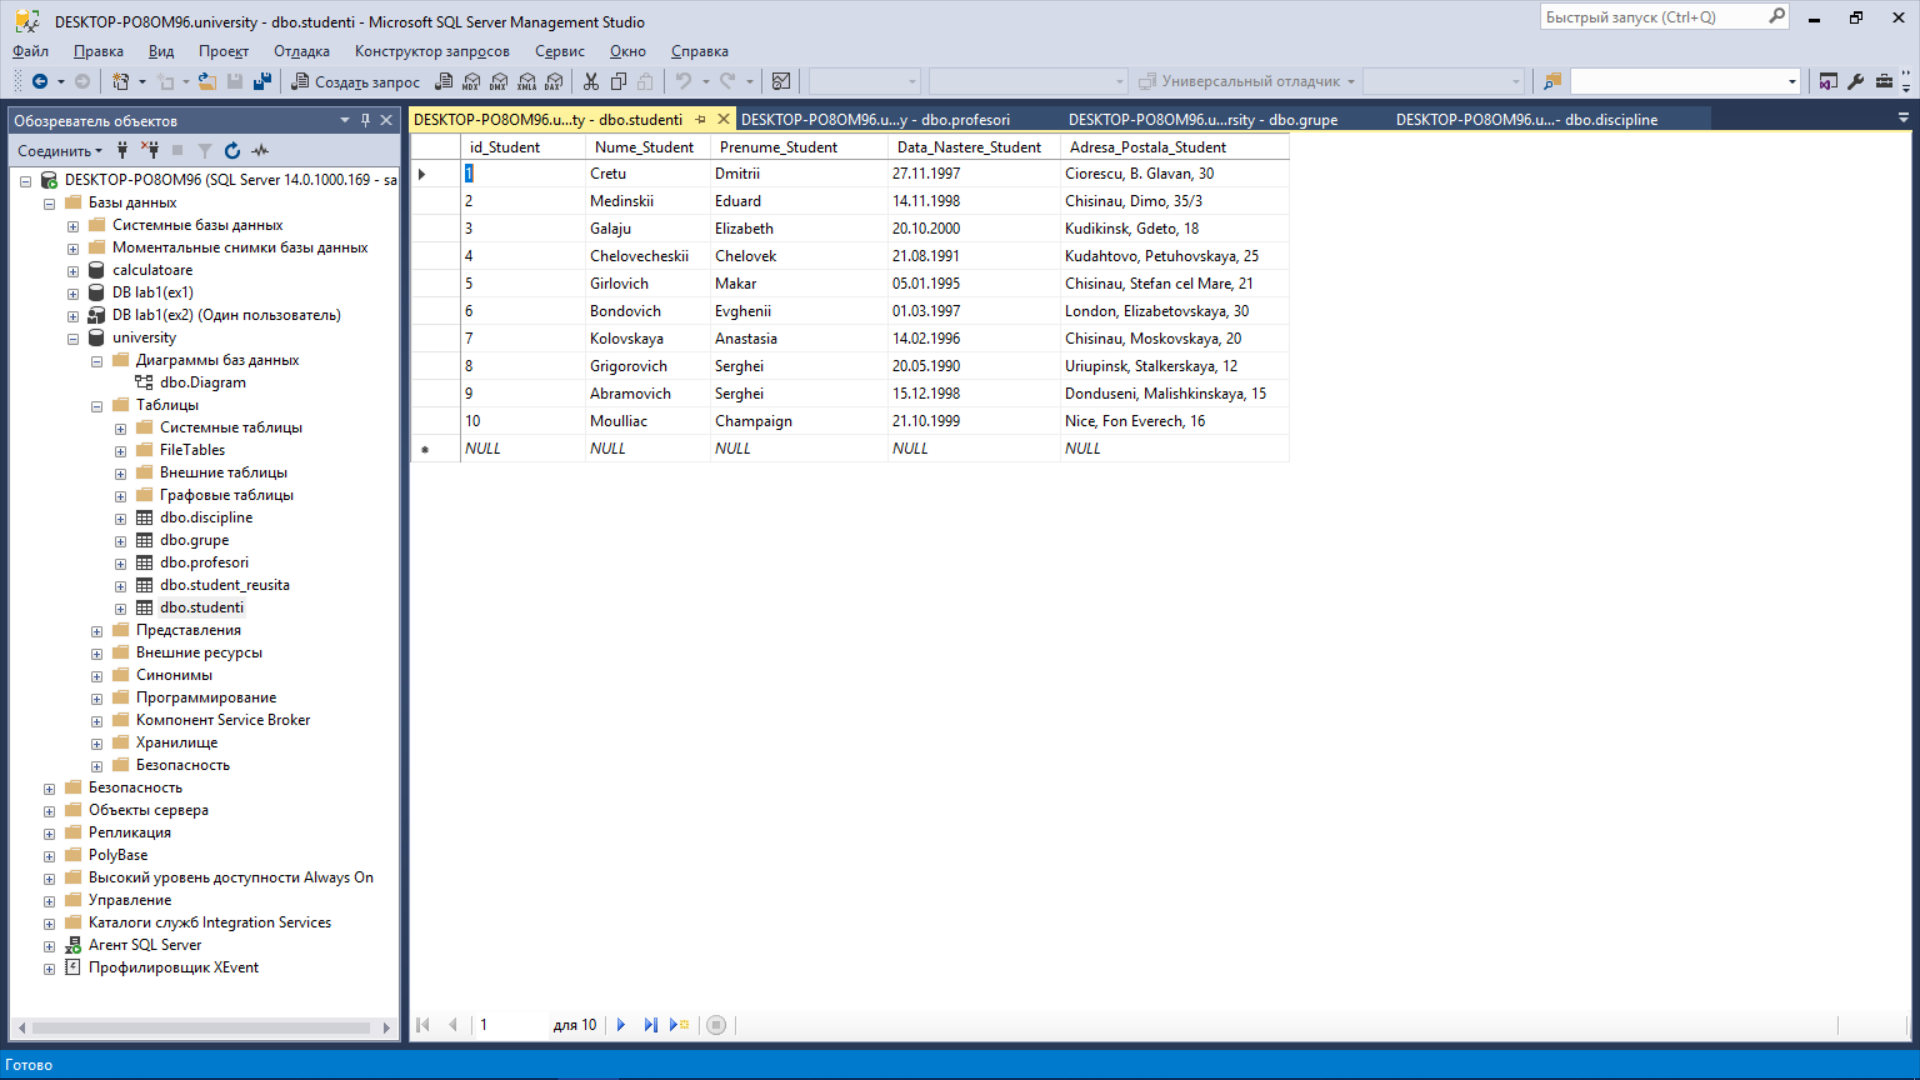 DESKTOP-PO8OM96.university - dbo.studenti - Microsoft SQL Server Management Studio
Быстрый запуск (Ctrl+Q)
Файл Правка Вид Проект Отладка Конструктор запросов Сервис Окно Справка
Создать запрос MDX DMX XMLA DAX Универсальный отладчик
Обозреватель объектов
Соединить
DESKTOP-PO8OM96 (SQL Server 14.0.1000.169 - sa
Базы данных
Системные базы данных
Моментальные снимки базы данных
calculatoare
DB lab1(ex1)
DB lab1(ex2) (Один пользователь)
university
Диаграммы баз данных
dbo.Diagram
Таблицы
Системные таблицы
FileTables
Внешние таблицы
Графовые таблицы
dbo.discipline
dbo.grupe
dbo.profesori
dbo.student_reusita
dbo.studenti
Представления
Внешние ресурсы
Синонимы
Программирование
Компонент Service Broker
Хранилище
Безопасность
Безопасность
Объекты сервера
Репликация
PolyBase
Высокий уровень доступности Always On
Управление
Каталоги служб Integration Services
Агент SQL Server
Профилировщик XEvent
DESKTOP-PO8OM96.u...ty - dbo.studenti DESKTOP-PO8OM96.u...y - dbo.profesori DESKTOP-PO8OM96.u...rsity - dbo.grupe DESKTOP-PO8OM96.u...- dbo.discipline
id_Student Nume_Student Prenume_Student Data_Nastere_Student Adresa_Postala_Student
1 Cretu Dmitrii 27.11.1997 Ciorescu, B. Glavan, 30
2 Medinskii Eduard 14.11.1998 Chisinau, Dimo, 35/3
3 Galaju Elizabeth 20.10.2000 Kudikinsk, Gdeto, 18
4 Chelovecheskii Chelovek 21.08.1991 Kudahtovo, Petuhovskaya, 25
5 Girlovich Makar 05.01.1995 Chisinau, Stefan cel Mare, 21
6 Bondovich Evghenii 01.03.1997 London, Elizabetovskaya, 30
7 Kolovskaya Anastasia 14.02.1996 Chisinau, Moskovskaya, 20
8 Grigorovich Serghei 20.05.1990 Uriupinsk, Stalkerskaya, 12
9 Abramovich Serghei 15.12.1998 Donduseni, Malishkinskaya, 15
10 Moulliac Champaign 21.10.1999 Nice, Fon Everech, 16
NULL NULL NULL NULL NULL
1 для 10
Готово